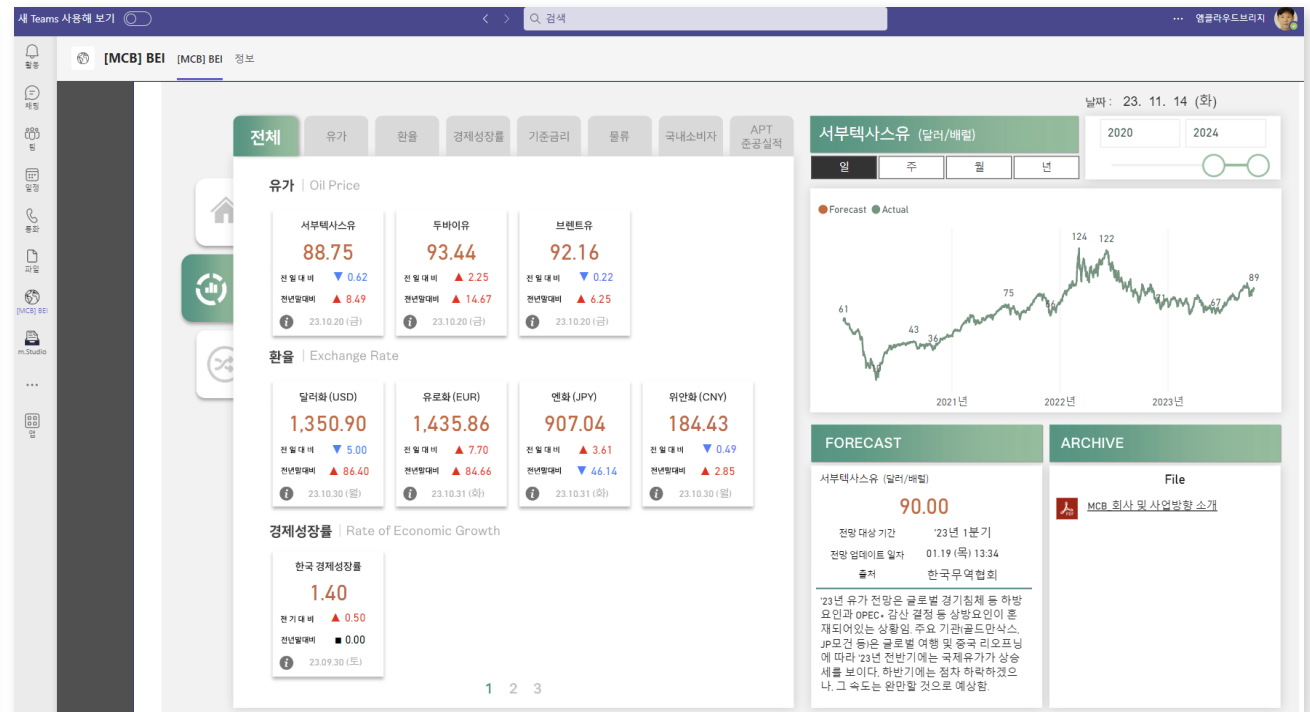 새 Teams 사용해 보기
검색
엠클라우드브리지
[MCB] BEI
[MCB] BEI
정보
활동
채팅
팀
일정
통화
파일
[MCB] BEI
m.Studio
앱
날짜 : 23. 11. 14 (화)
전체
유가
환율
경제성장률
기준금리
물류
국내소비자
APT
준공실적
유가 | Oil Price
서부텍사스유
88.75
전일대비 ▼ 0.62
전년말대비 ▲ 8.49
23.10.20 (금)
두바이유
93.44
전일대비 ▲ 2.25
전년말대비 ▲ 14.67
23.10.20 (금)
브렌트유
92.16
전일대비 ▼ 0.22
전년말대비 ▲ 6.25
23.10.20 (금)
환율 | Exchange Rate
달러화 (USD)
1,350.90
전일대비 ▼ 5.00
전년말대비 ▲ 86.40
23.10.30 (월)
유로화 (EUR)
1,435.86
전일대비 ▲ 7.70
전년말대비 ▲ 84.66
23.10.31 (화)
엔화 (JPY)
907.04
전일대비 ▲ 3.61
전년말대비 ▼ 46.14
23.10.31 (화)
위안화 (CNY)
184.43
전일대비 ▼ 0.49
전년말대비 ▲ 2.85
23.10.30 (월)
경제성장률 | Rate of Economic Growth
한국 경제성장률
1.40
전기대비 ▲ 0.50
전년말대비 ■ 0.00
23.09.30 (토)
1 2 3
서부텍사스유 (달러/배럴)
일
주
월
년
2020
2024
Forecast
Actual
61
43
36
75
66
124
122
71
67
89
2021년
2022년
2023년
FORECAST
서부텍사스유 (달러/배럴)
90.00
전망 대상 기간 '23년 1분기
전망 업데이트 일자 01.19 (목) 13:34
출처 한국무역협회
'23년 유가 전망은 글로벌 경기침체 등 하방
요인과 OPEC+ 감산 결정 등 상방요인이 혼
재되어있는 상황임. 주요 기관(골드만삭스,
JP모건 등)은 글로벌 여행 및 중국 리오프닝
에 따라 '23년 전반기에는 국제유가가 상승
세를 보이다, 하반기에는 점차 하락하겠으
나, 그 속도는 완만할 것으로 예상함.
ARCHIVE
File
MCB 회사 및 사업방향 소개